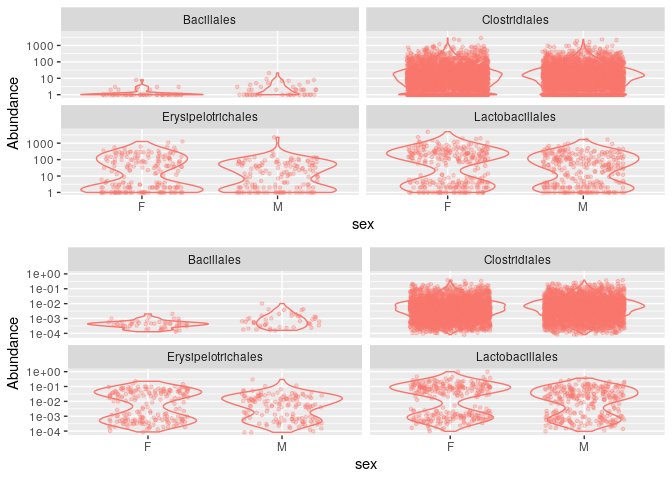 Bacillales Clostridiales
1000
100
10
1
Erysipelotrichales Lactobacillales
1000
100
10
1
Abundance
F M F M
sex
Bacillales Clostridiales
1e+00
1e-01
1e-02
1e-03
1e-04
Erysipelotrichales Lactobacillales
1e+00
1e-01
1e-02
1e-03
1e-04
Abundance
F M F M
sex